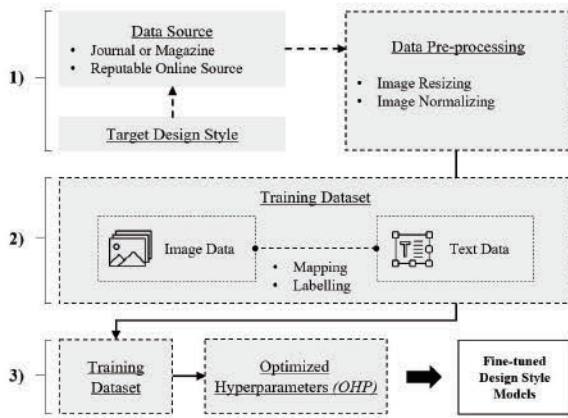 1)
Data Source
• Journal or Magazine
• Reputable Online Source
Target Design Style
Data Pre-processing
• Image Resizing
• Image Normalizing
2)
Training Dataset
Image Data
• Mapping
• Labelling
T
Text Data
3)
Training
Dataset
Optimized
Hyperparameters (OHP)
Fine-tuned
Design Style
Models